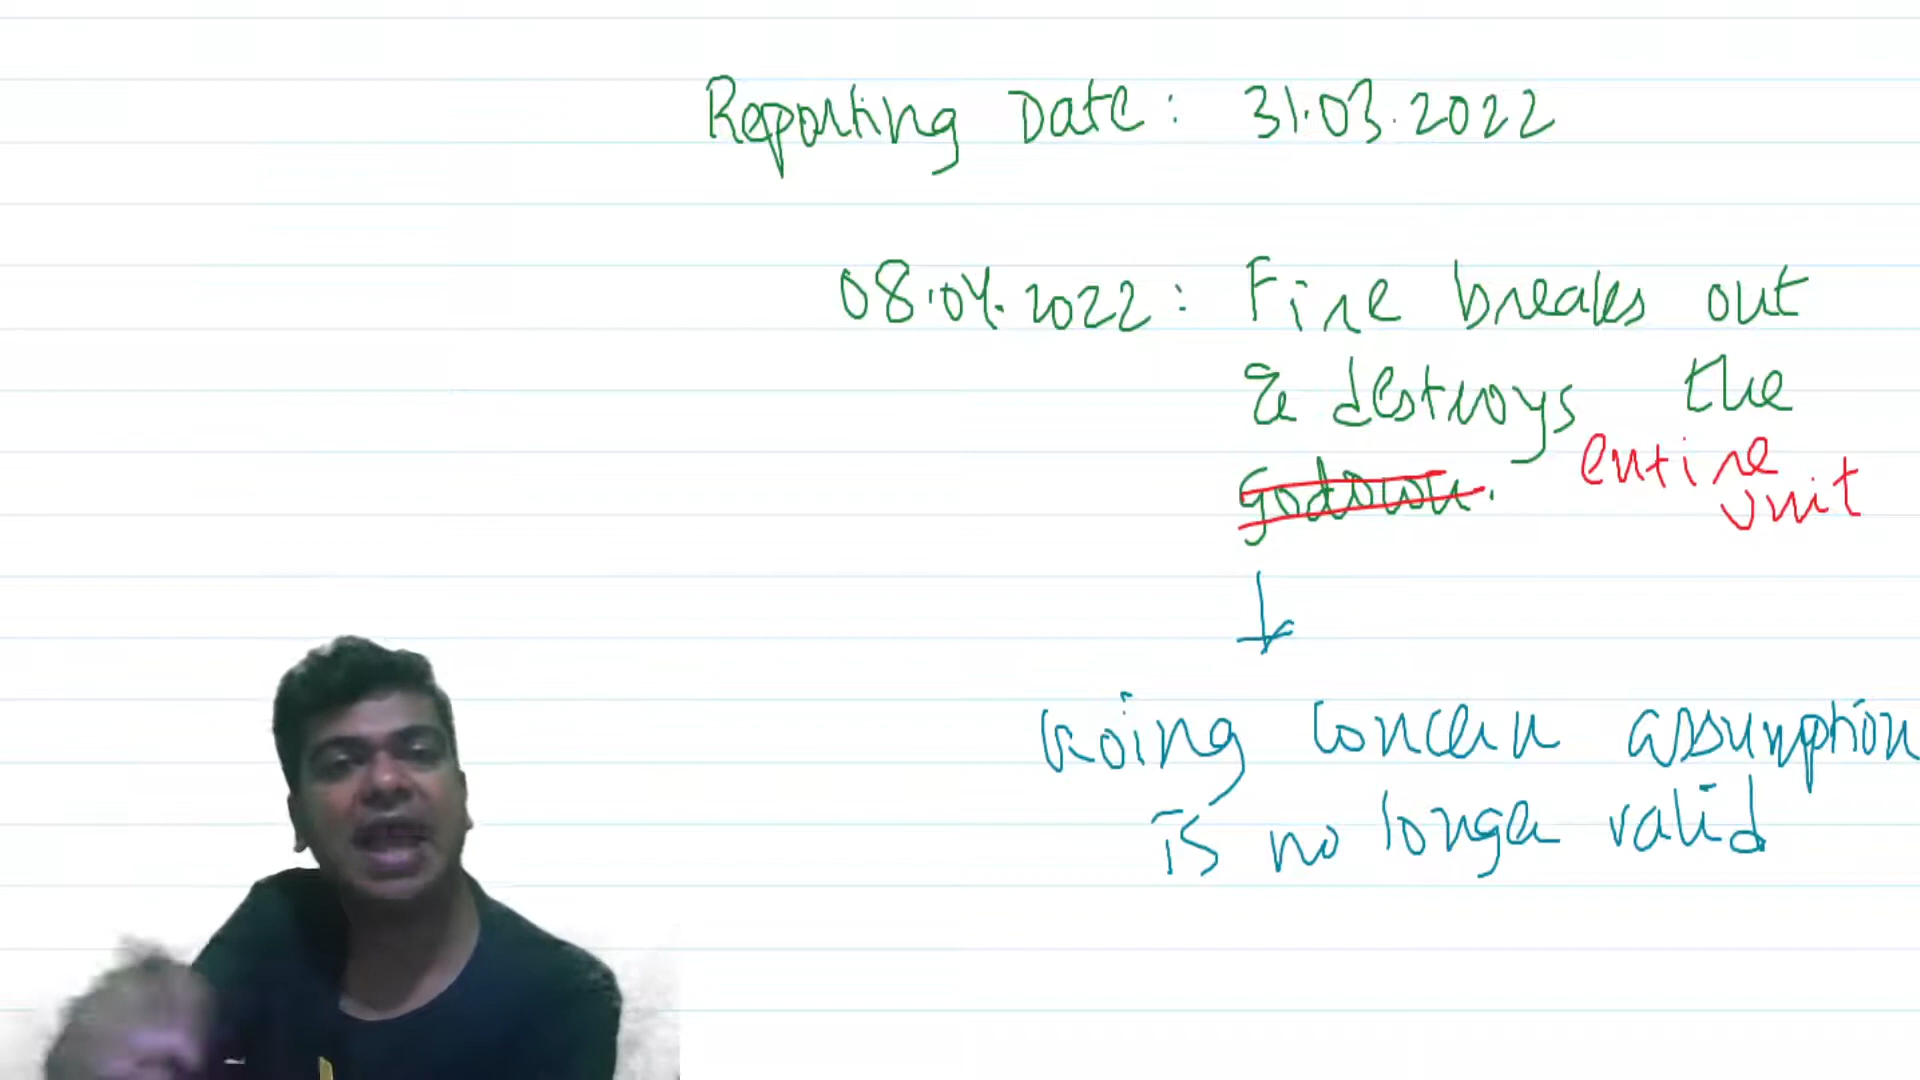 Reporting Date: 31.03.2022
08.04.2022: Fire breaks out
& destroys the
godown. entire
unit
Going concern assumption
is no longer valid